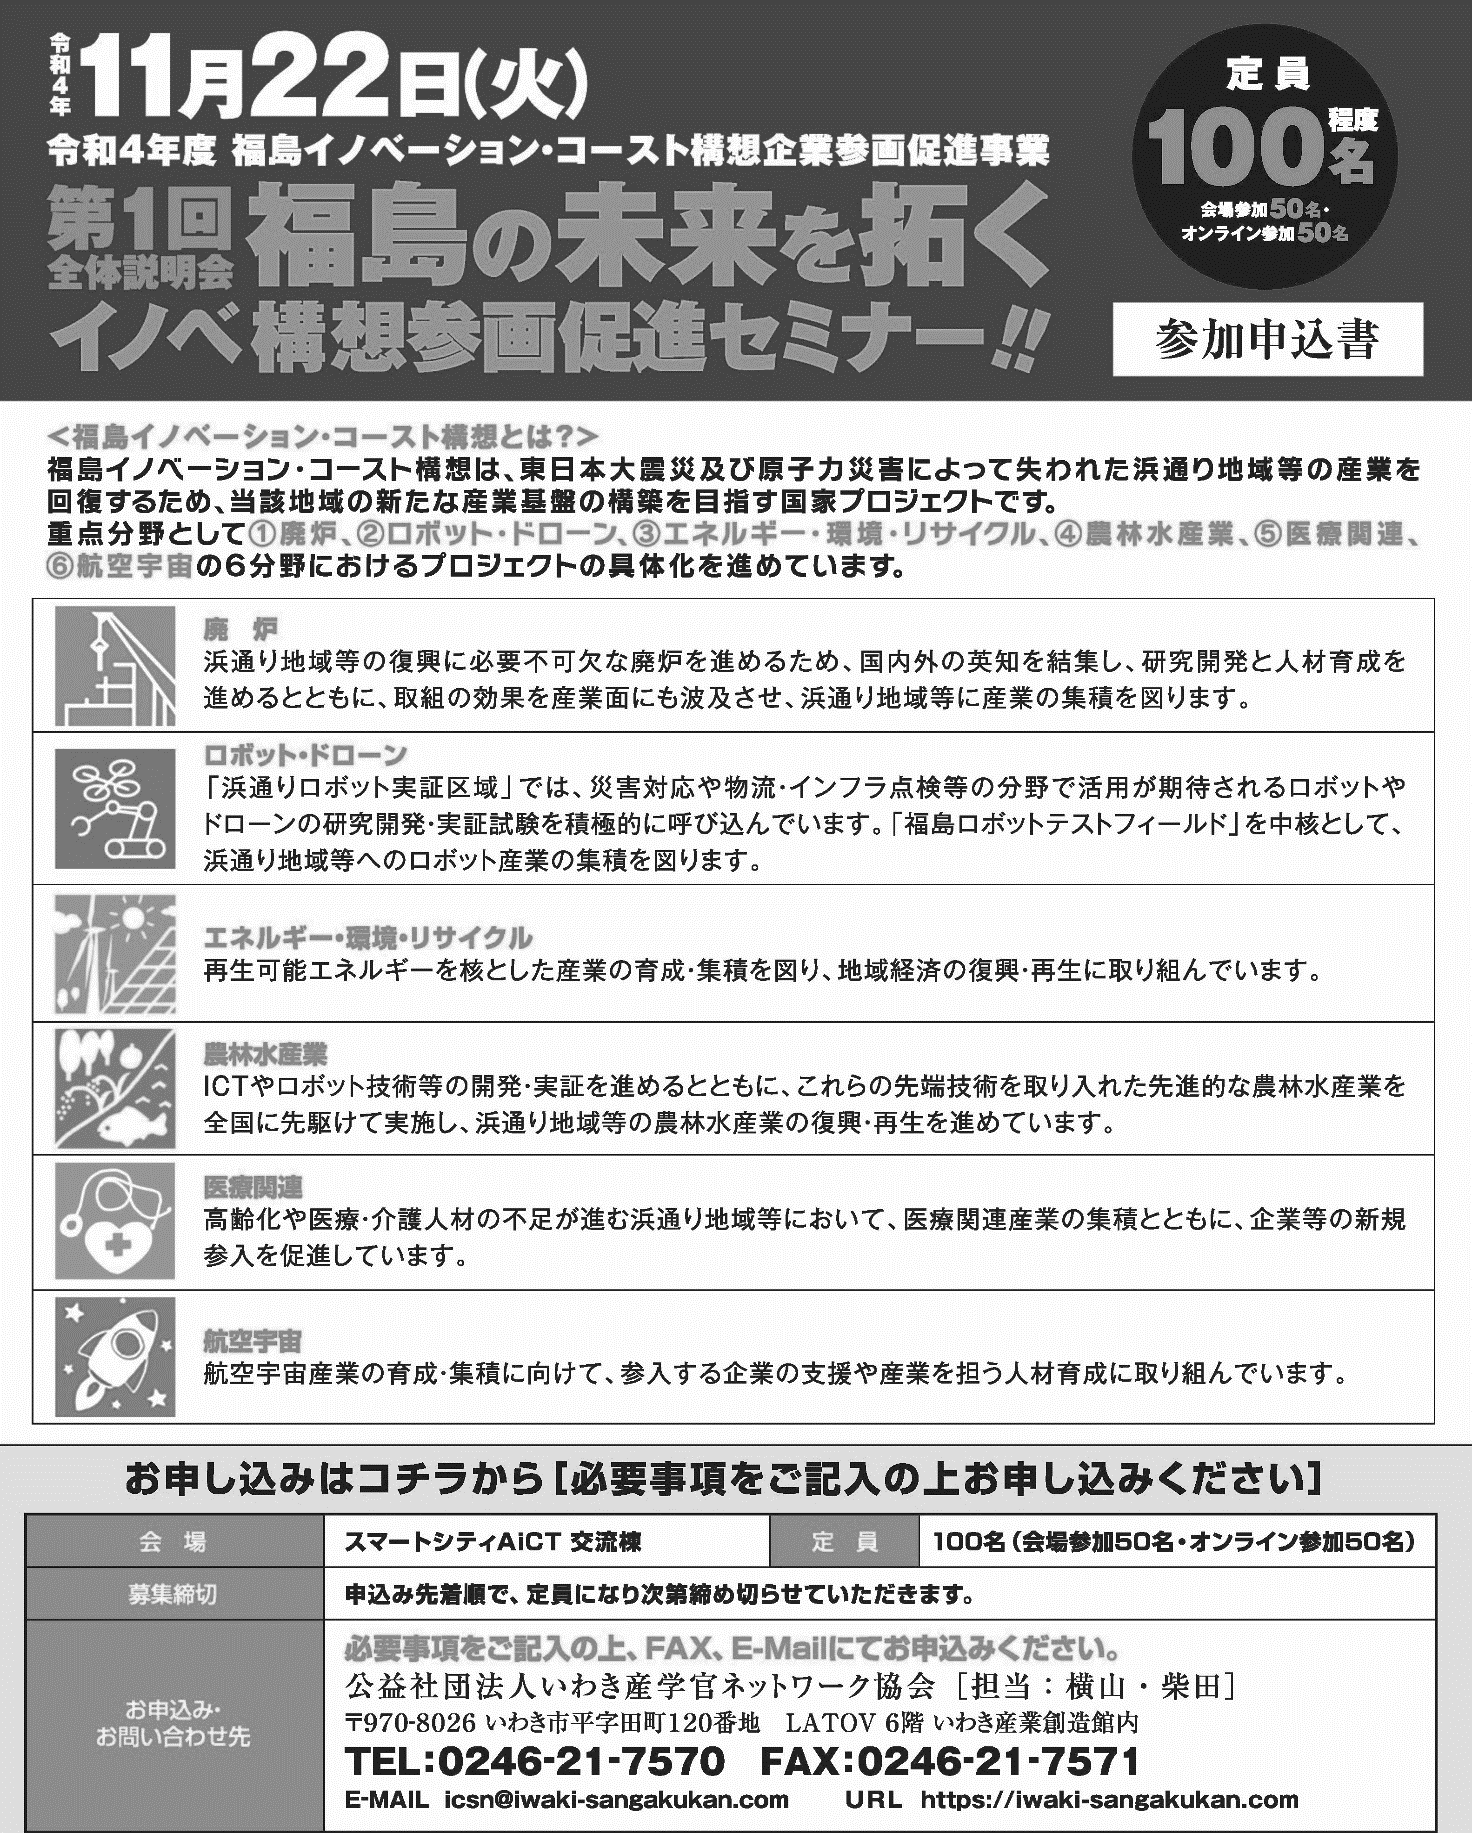 令和4年
11月22日(火)
令和4年度 福島イノベーション・コースト構想企業参画促進事業
第1回
全体説明会
福島の未来を拓く
イノベ構想参画促進セミナー!!
定員
100名程度
会場参加50名・
オンライン参加50名
参加申込書
<福島イノベーション・コースト構想とは?>
福島イノベーション・コースト構想は、東日本大震災及び原子力災害によって失われた浜通り地域等の産業を
回復するため、当該地域の新たな産業基盤の構築を目指す国家プロジェクトです。
重点分野として①廃炉、②ロボット・ドローン、③エネルギー・環境・リサイクル、④農林水産業、⑤医療関連、
⑥航空宇宙の6分野におけるプロジェクトの具体化を進めています。
廃 炉
浜通り地域等の復興に必要不可欠な廃炉を進めるため、国内外の英知を結集し、研究開発と人材育成を
進めるとともに、取組の効果を産業面にも波及させ、浜通り地域等に産業の集積を図ります。
ロボット・ドローン
「浜通りロボット実証区域」では、災害対応や物流・インフラ点検等の分野で活用が期待されるロボットや
ドローンの研究開発・実証試験を積極的に呼び込んでいます。「福島ロボットテストフィールド」を中核として、
浜通り地域等へのロボット産業の集積を図ります。
エネルギー・環境・リサイクル
再生可能エネルギーを核とした産業の育成・集積を図り、地域経済の復興・再生に取り組んでいます。
農林水産業
ICTやロボット技術等の開発・実証を進めるとともに、これらの先端技術を取り入れた先進的な農林水産業を
全国に先駆けて実施し、浜通り地域等の農林水産業の復興・再生を進めています。
医療関連
高齢化や医療・介護人材の不足が進む浜通り地域等において、医療関連産業の集積とともに、企業等の新規
参入を促進しています。
航空宇宙
航空宇宙産業の育成・集積に向けて、参入する企業の支援や産業を担う人材育成に取り組んでいます。
お申し込みはコチラから[必要事項をご記入の上お申し込みください]
会 場 スマートシティAiCT 交流棟 定 員 100名(会場参加50名・オンライン参加50名)
募集締切 申込み先着順で、定員になり次第締め切らせていただきます。
お申込み・
お問い合わせ先
必要事項をご記入の上、FAX、E-Mailにてお申込みください。
公益社団法人いわき産学官ネットワーク協会 [担当:横山・柴田]
〒970-8026 いわき市平字田町120番地 LATOV 6階 いわき産業創造館内
TEL:0246-21-7570 FAX:0246-21-7571
E-MAIL icsn@iwaki-sangakukan.com URL https://iwaki-sangakukan.com